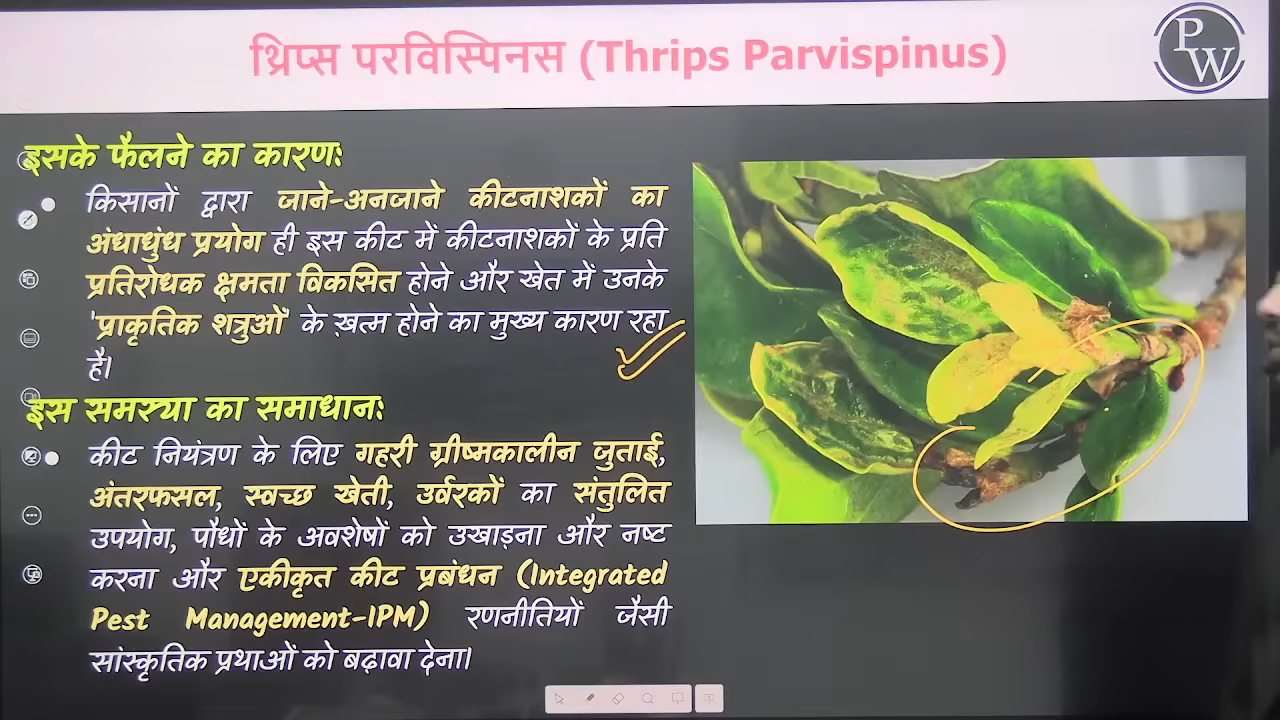 थ्रिप्स परविस्पिनस (Thrips Parvispinus)
PW
इसके फैलने का कारण:
किसानों द्वारा जाने-अनजाने कीटनाशकों का
अंधाधुंध प्रयोग ही इस कीट में कीटनाशकों के प्रति
प्रतिरोधक क्षमता विकसित होने और खेत में उनके
'प्राकृतिक शत्रुओं' के ख़त्म होने का मुख्य कारण रहा
है।
इस समस्या का समाधान:
कीट नियंत्रण के लिए गहरी ग्रीष्मकालीन जुताई,
अंतरफसल, स्वच्छ खेती, उर्वरकों का संतुलित
उपयोग, पौधों के अवशेषों को उखाड़ना और नष्ट
करना और एकीकृत कीट प्रबंधन (Integrated
Pest Management-IPM) रणनीतियों जैसी
सांस्कृतिक प्रथाओं को बढ़ावा देना।